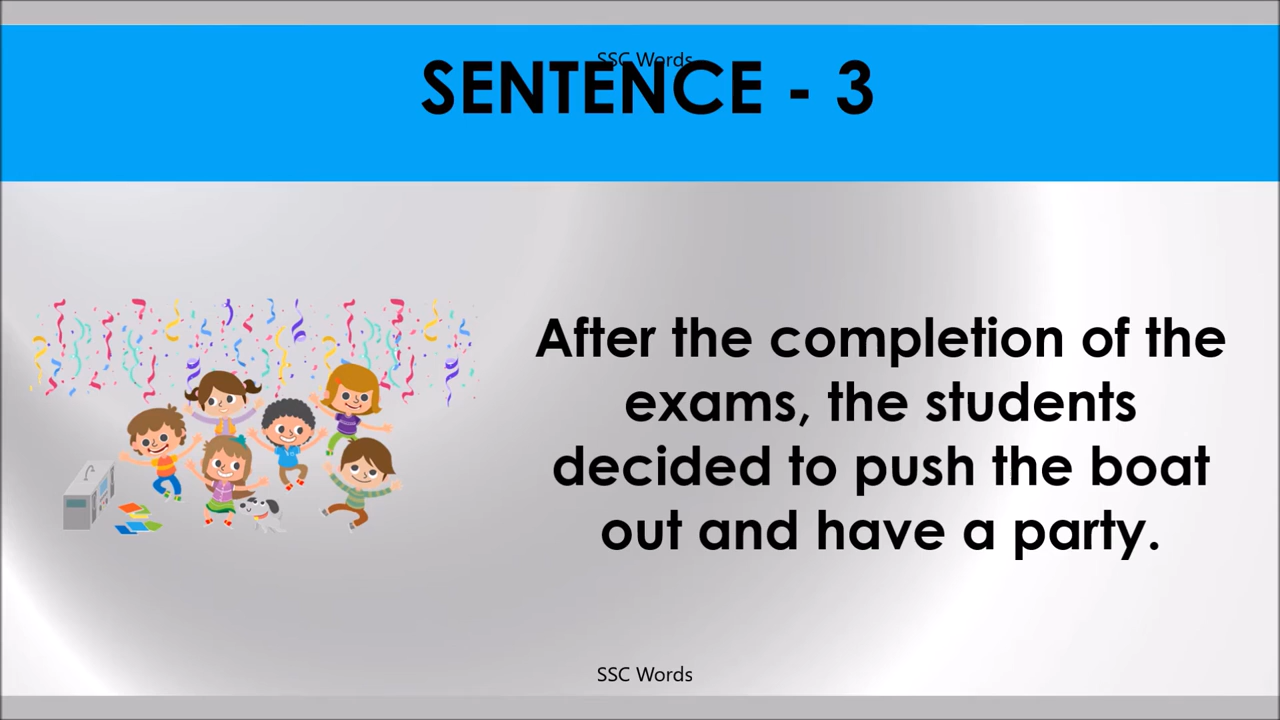 SSC Words
SENTENCE - 3
After the completion of the
exams, the students
decided to push the boat
out and have a party.
SSC Words